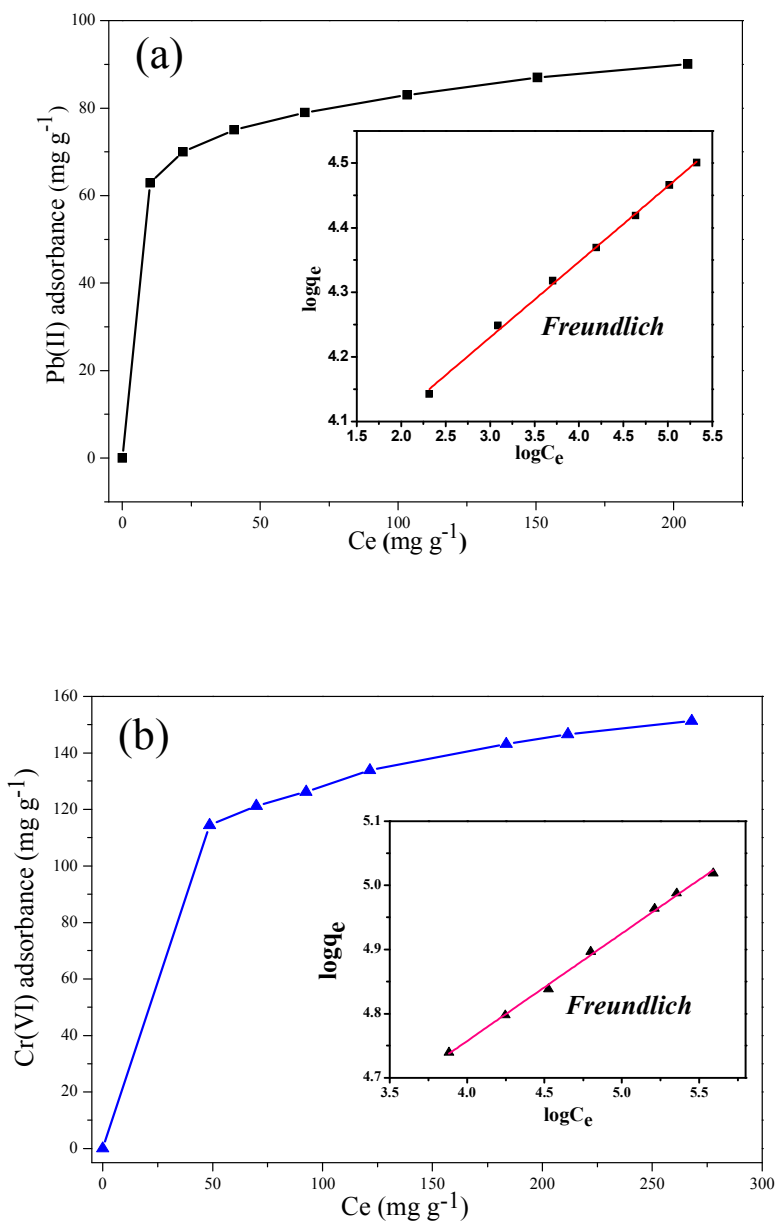 (a)
Pb(II) adsorbance (mg g-1)
100
80
60
40
20
0
0 50 100 150 200
Ce (mg g-1)
logqe
4.5
4.4
4.3
4.2
4.1
1.5 2.0 2.5 3.0 3.5 4.0 4.5 5.0 5.5
logCe
Freundlich
(b)
Cr(VI) adsorbance (mg g-1)
160
140
120
100
80
60
40
20
0
0 50 100 150 200 250 300
Ce (mg g-1)
logqe
5.1
5.0
4.9
4.8
4.7
3.5 4.0 4.5 5.0 5.5
logCe
Freundlich